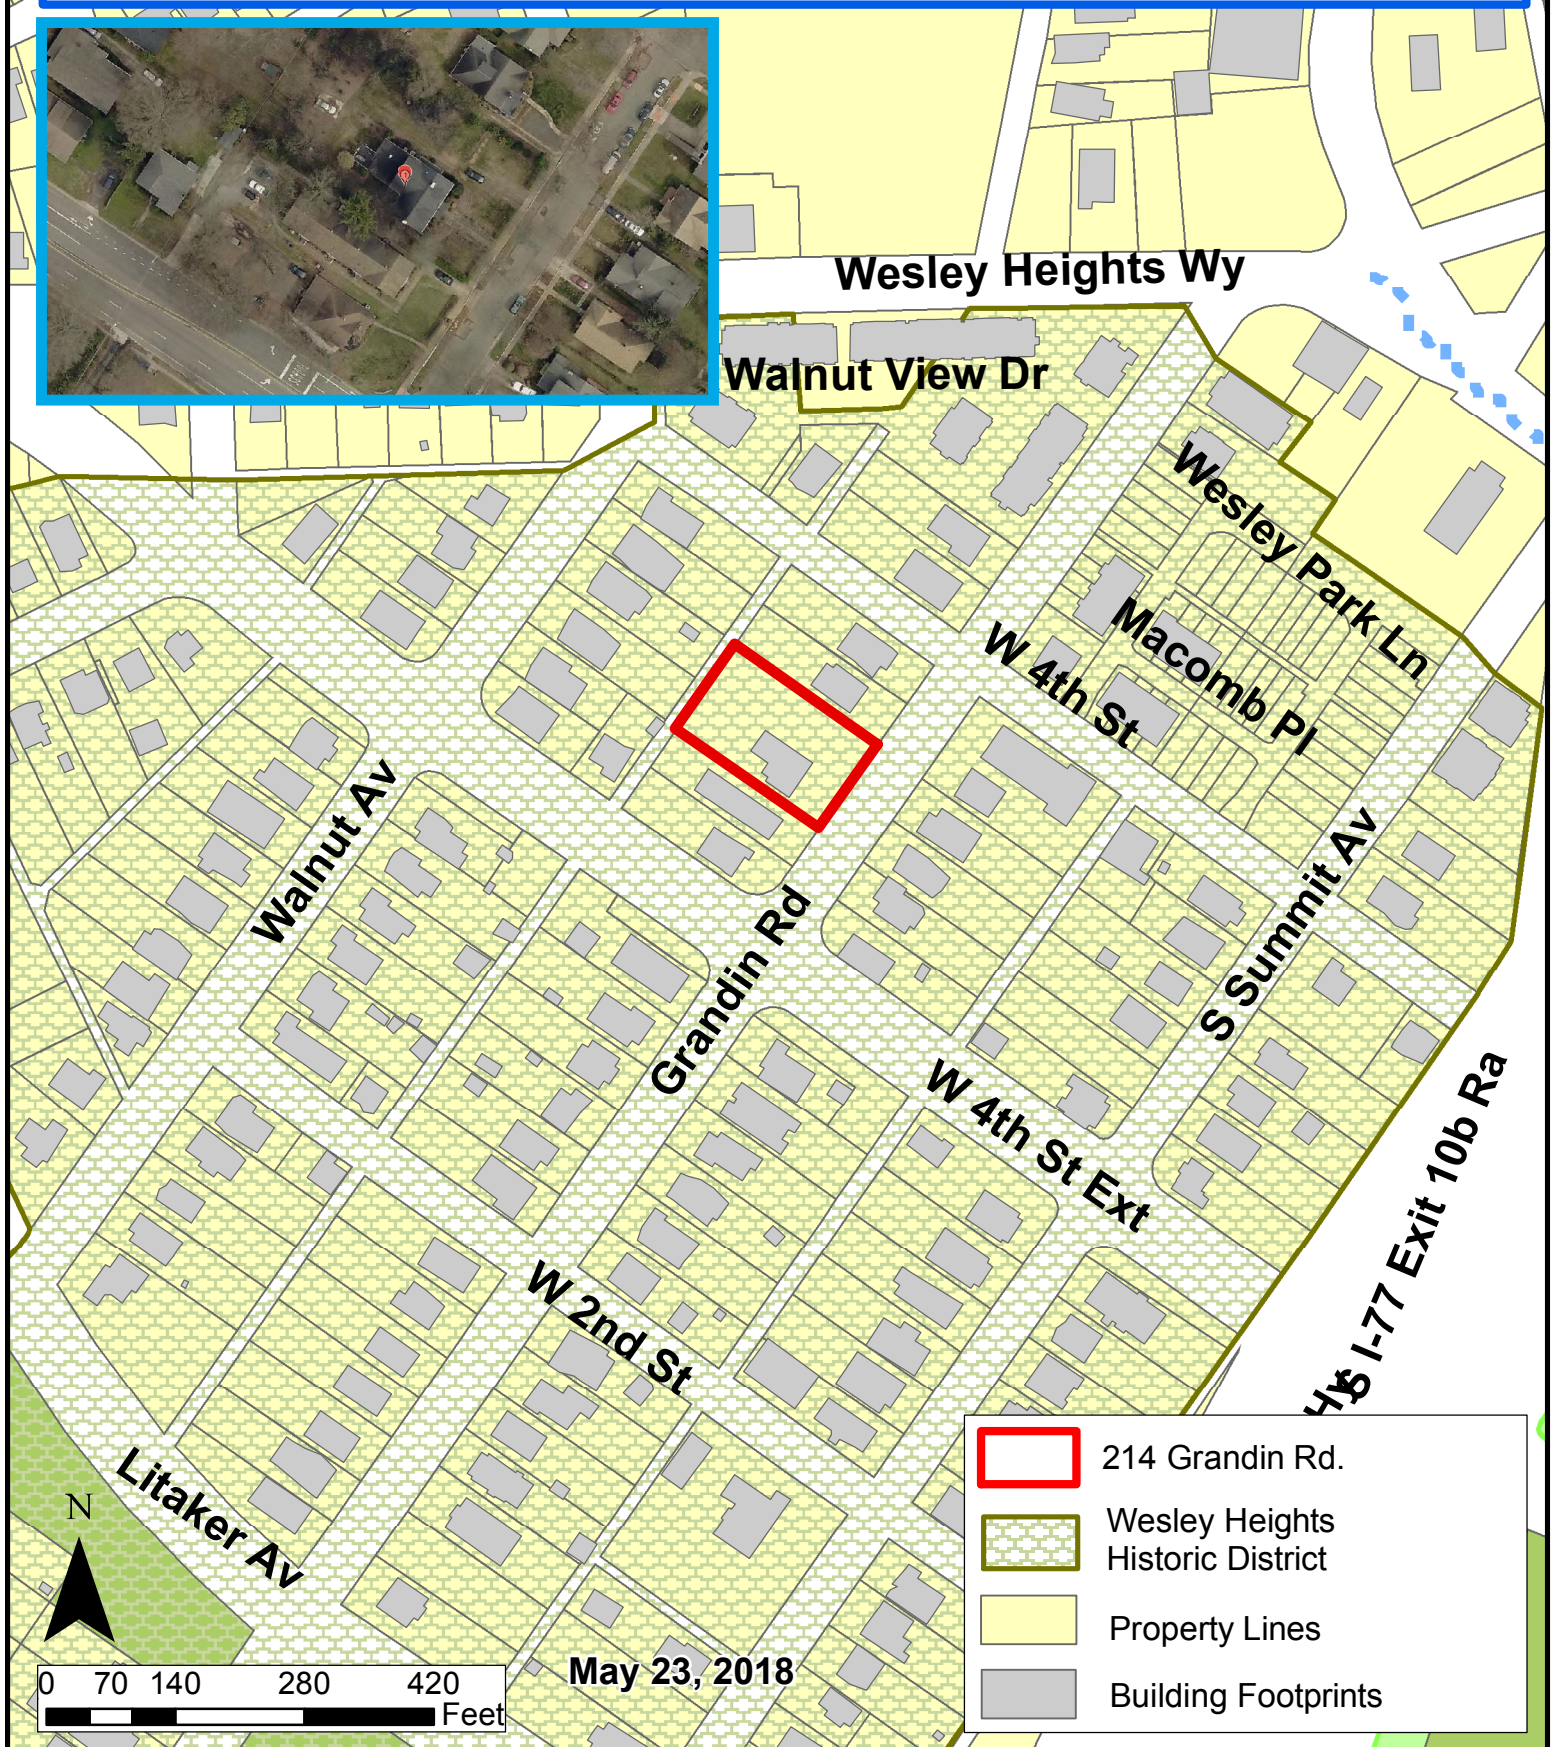 Wesley Heights Wy
Walnut View Dr
Wesley Park Ln
Macomb Pl
W 4th St
Walnut Av
S Summit Av
Grandin Rd
W 4th St Ext
S I-77 Exit 10b Ra
Hy
W 2nd St
Litaker Av
N
0 70 140 280 420
Feet
May 23, 2018
214 Grandin Rd.
Wesley Heights
Historic District
Property Lines
Building Footprints